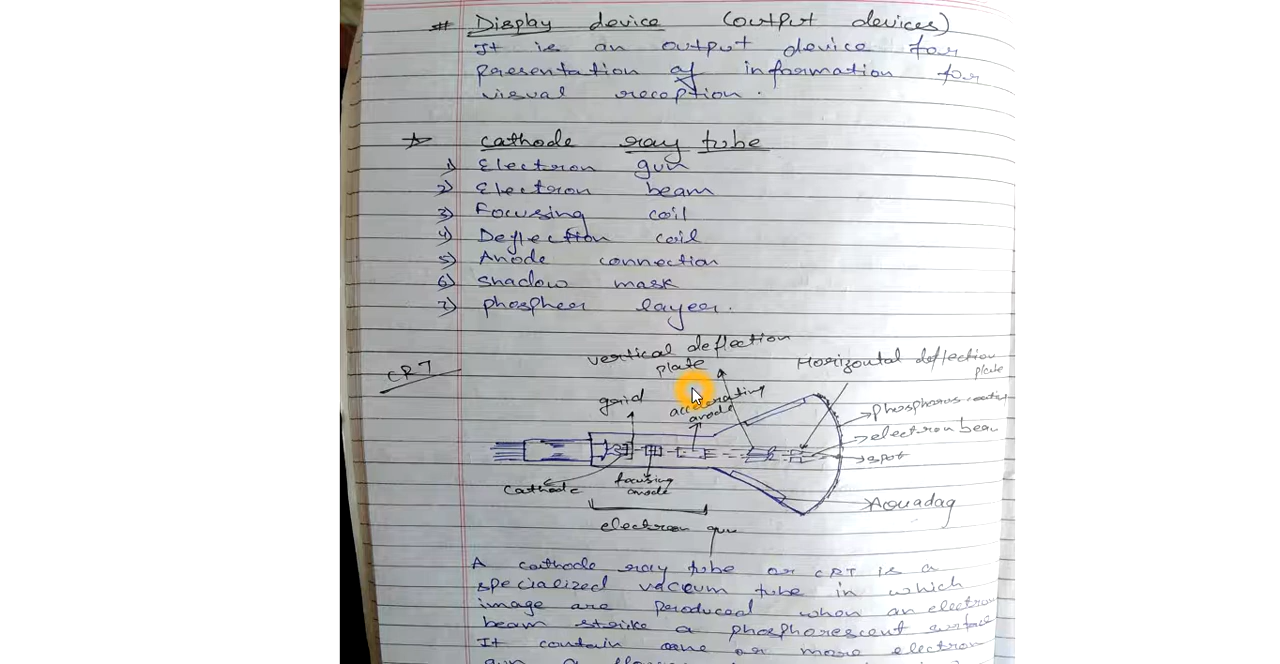 # Display device (output devices)
It is an output device for
presentation of information for
visual reception.
cathode ray tube
1) Electron gun
2) Electron beam
3) Focusing coil
4) Deflection coil
5) Anode connection
6) Shadow mask
7) phospher layer.
CRT
vertical deflection
plate
Horizontal deflection
plate
grid
accelerating
anode
phosphorus
electron beam
spot
cathode
focusing
anode
Aquadag
electron gun
A cathode ray tube or CRT is a
specialized vaccum tube in which
image are produced when an electron
beam strike a phosphorescent surface
It contain one or more electron
gun a